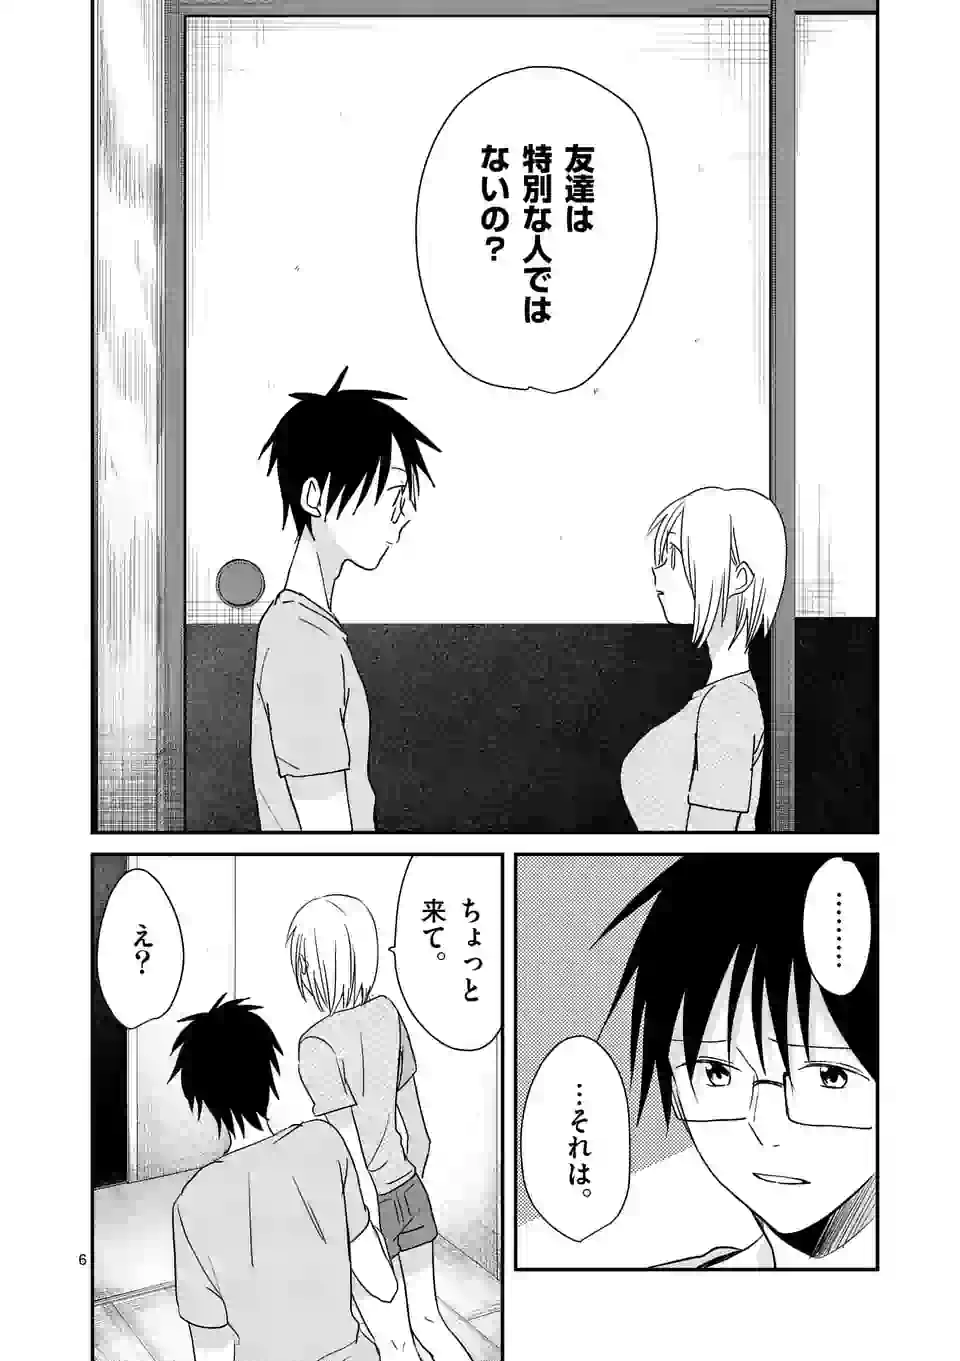 友達は
特別な人では
ないの？
………
…それは。
ちょっと
来て。
え？
6